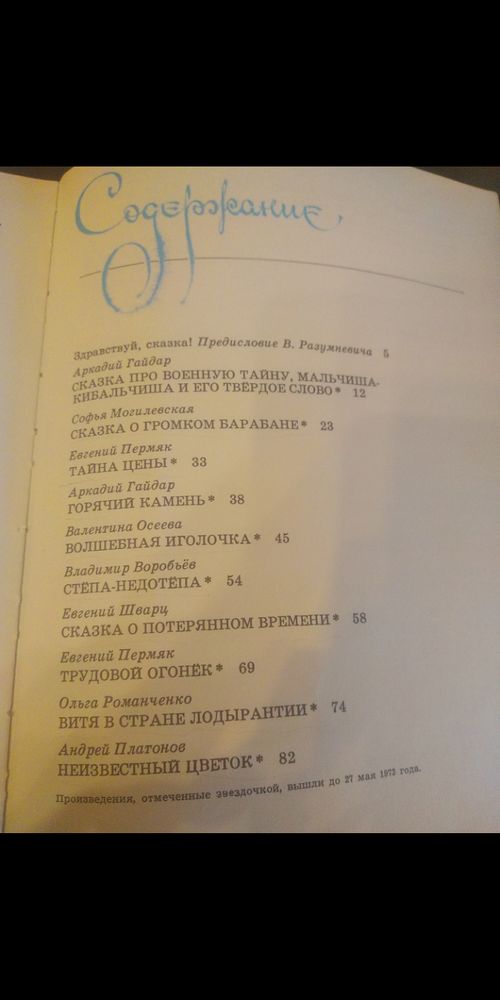 Содержание
Здравствуй, сказка! Предисловие В. Разумневича 5
Аркадий Гайдар
СКАЗКА ПРО ВОЕННУЮ ТАЙНУ, МАЛЬЧИША-
КИБАЛЬЧИША И ЕГО ТВЁРДОЕ СЛОВО* 12
Софья Могилевская
СКАЗКА О ГРОМКОМ БАРАБАНЕ* 23
Евгений Пермяк
ТАЙНА ЦЕНЫ* 33
Аркадий Гайдар
ГОРЯЧИЙ КАМЕНЬ* 38
Валентина Осеева
ВОЛШЕБНАЯ ИГОЛОЧКА* 45
Владимир Воробьёв
СТЁПА-НЕДОТЁПА* 54
Евгений Шварц
СКАЗКА О ПОТЕРЯННОМ ВРЕМЕНИ* 58
Евгений Пермяк
ТРУДОВОЙ ОГОНЁК* 69
Ольга Романченко
ВИТЯ В СТРАНЕ ЛОДЫРАНТИИ* 74
Андрей Платонов
НЕИЗВЕСТНЫЙ ЦВЕТОК* 82
Произведения, отмеченные звездочкой, вышли до 27 мая 1973 года.